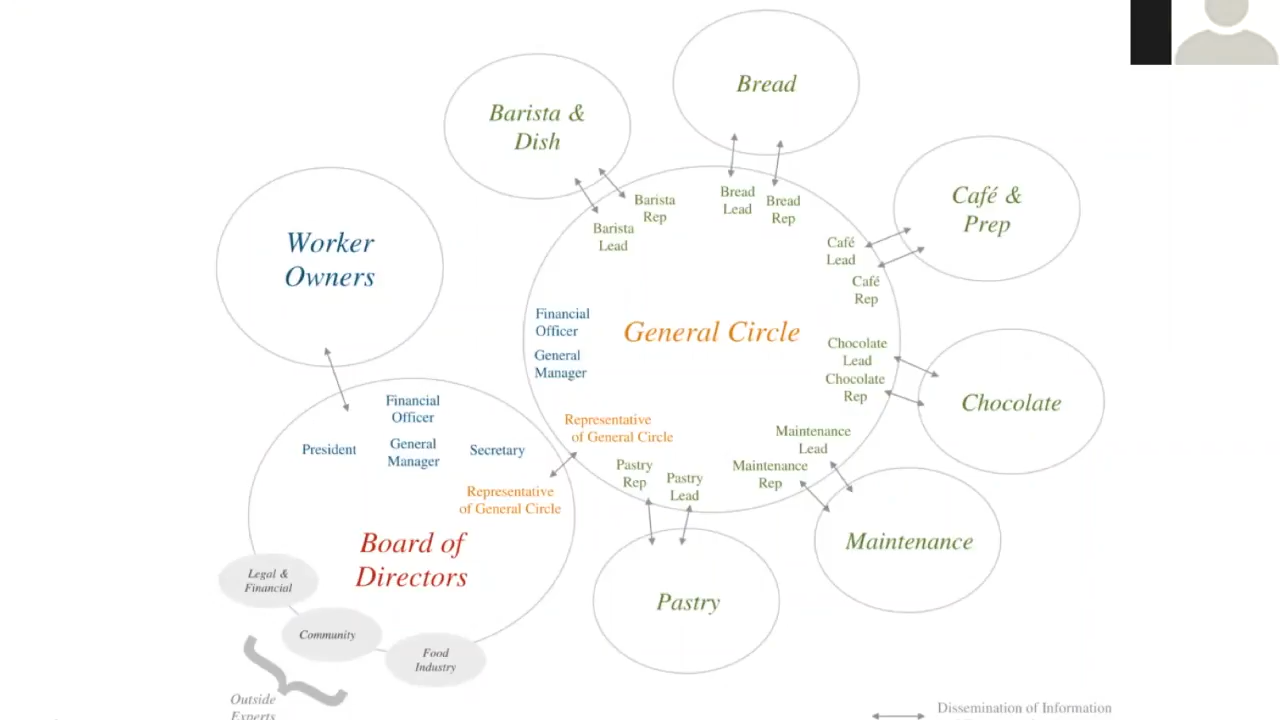 Bread
Barista &
Dish
Café &
Prep
Worker
Owners
Barista
Rep
Barista
Lead
Bread
Lead
Bread
Rep
Café
Lead
Café
Rep
Financial
Officer
General
Manager
General Circle
Chocolate
Lead
Chocolate
Rep
Chocolate
Representative
of General Circle
Maintenance
Lead
Maintenance
Rep
Pastry
Rep
Pastry
Lead
Maintenance
Pastry
Financial
Officer
President
General
Manager
Secretary
Representative
of General Circle
Board of
Directors
Legal &
Financial
Community
Food
Industry
Outside
Experts
Dissemination of Information